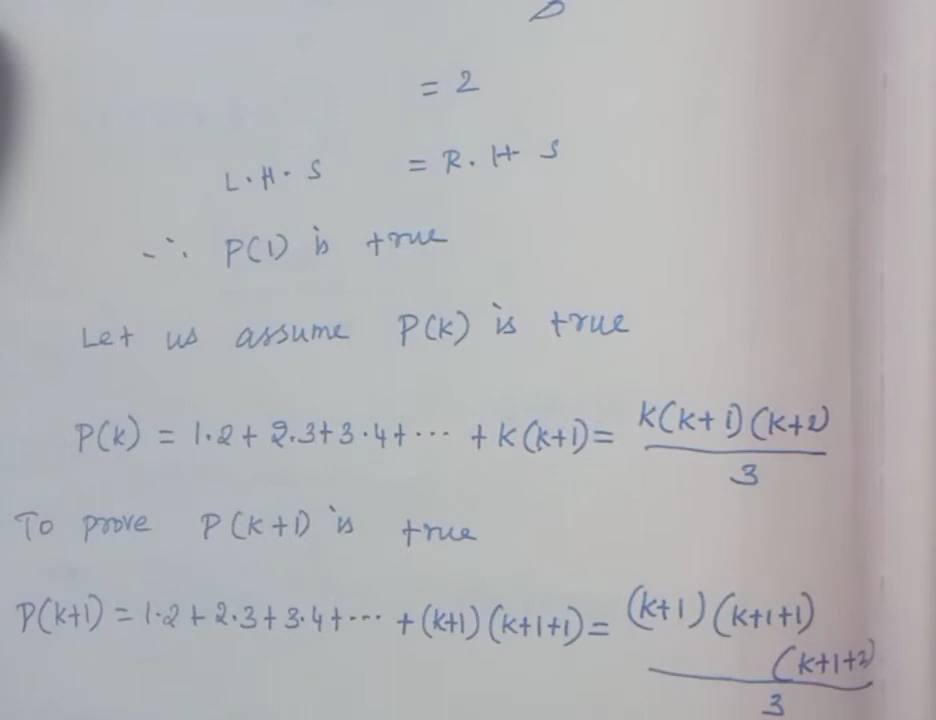 = 2
L.H.S = R.H S
∴ P(1) is true
Let us assume P(k) is true
P(k) = 1.2 + 2.3 + 3.4 + ... + k(k+1) = k(k+1)(k+2) / 3
To prove P(k+1) is true
P(k+1) = 1.2 + 2.3 + 3.4 + ... + (k+1)(k+1+1) = (k+1)(k+1+1)(k+1+2) / 3